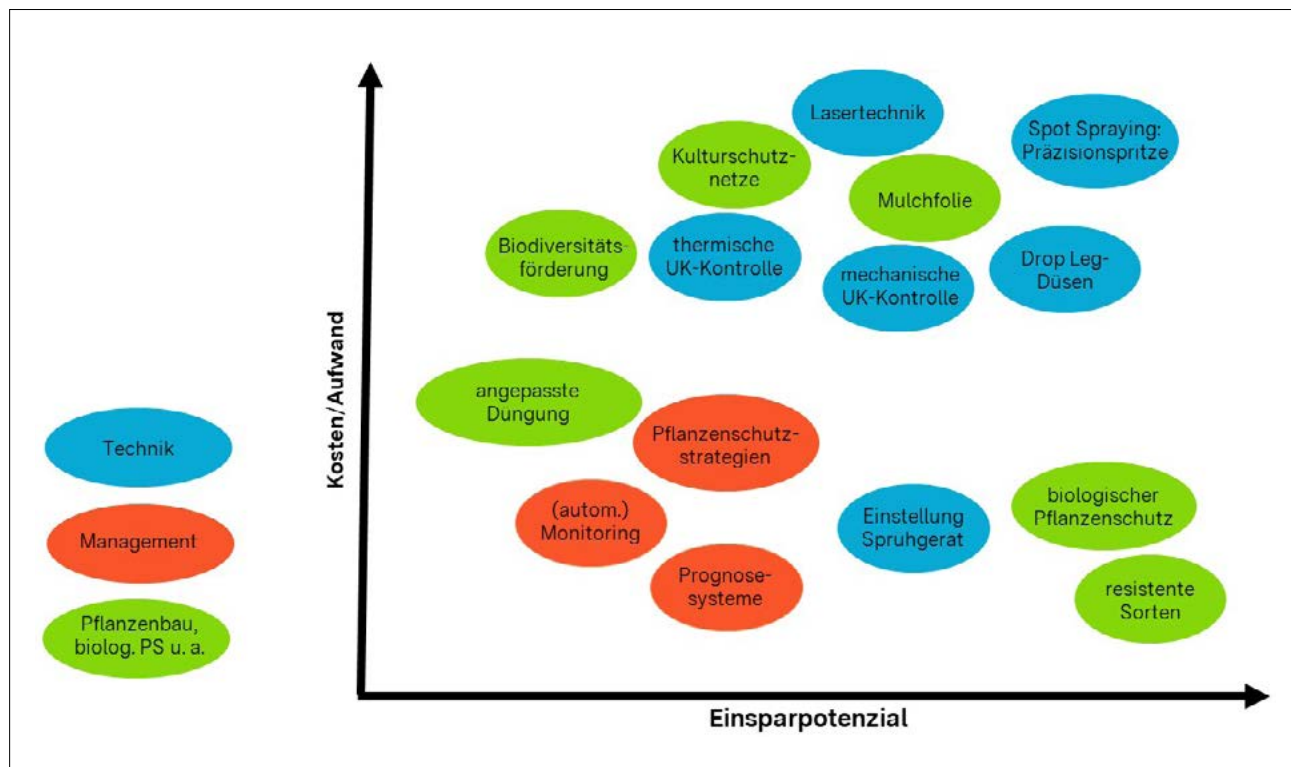 Lasertechnik
Spot Spraying:
Präzisionspritze
Kulturschutz-
netze
Mulchfolie
Biodiversitäts-
förderung
thermische
UK-Kontrolle
mechanische
UK-Kontrolle
Drop Leg-
Düsen
Kosten/Aufwand
angepasste
Dungung
Pflanzenschutz-
strategien
Technik
(autom.)
Monitoring
Einstellung
Spruhgerat
biologischer
Pflanzenschutz
Management
Prognose-
systeme
resistente
Sorten
Pflanzenbau,
biolog. PS u. a.
Einsparpotenzial